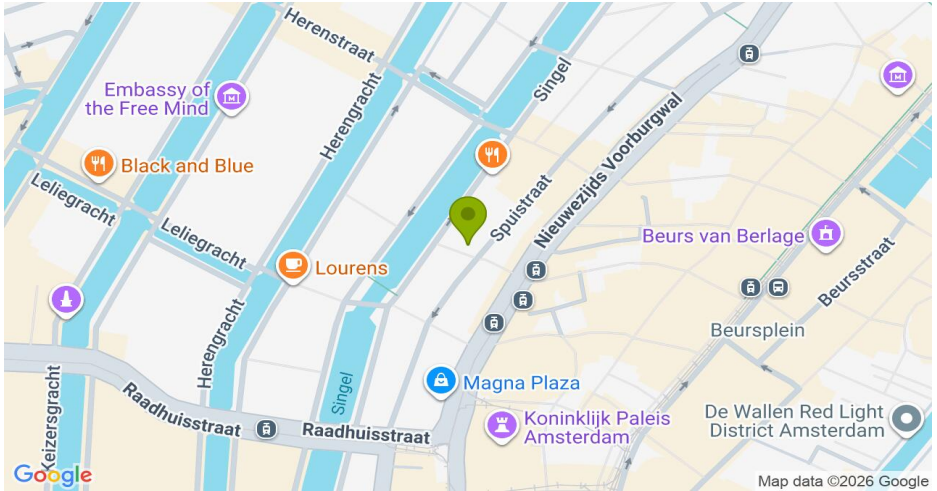 Herenstraat
Singel
Embassy of
the Free Mind
Herengracht
Nieuwezijds Voorburgwal
Black and Blue
Leliegracht
Leliegracht
Spuistraat
Beurs van Berlage
Lourens
Beursstraat
Beursplein
Herengracht
Keizersgracht
Singel
Magna Plaza
Raadhuisstraat
Raadhuisstraat
Koninklijk Paleis
Amsterdam
De Wallen Red Light
District Amsterdam
Google
Map data ©2026 Google